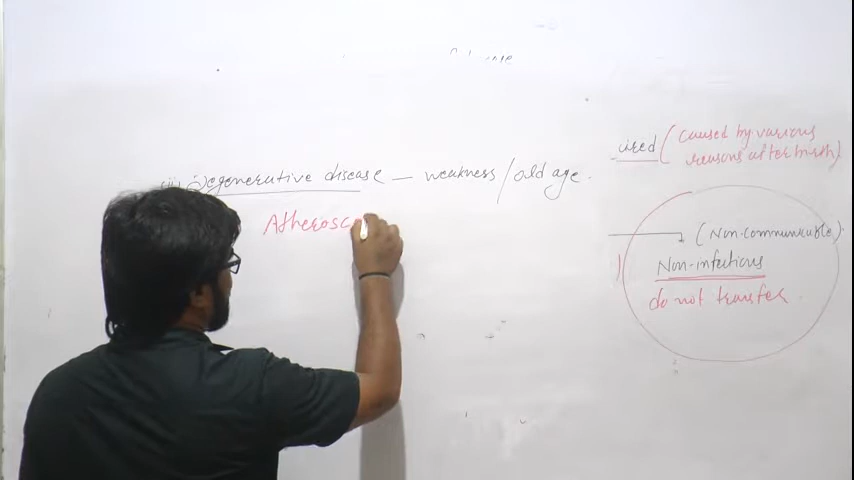 Degenerative disease — weakness/old age.
Atherosc
ired (caused by various
reasons after birth)
(Non-communicable)
Non-infectious
do not transfer.